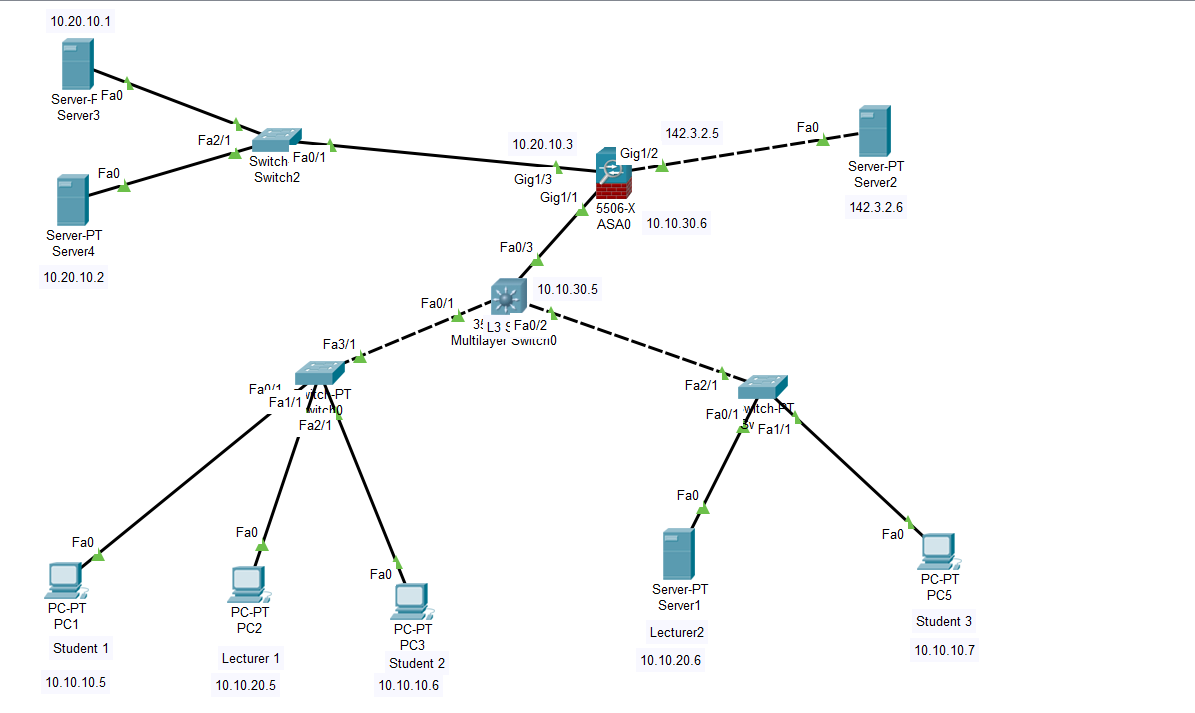 10.20.10.1
Fa0
Server-P
Server3
Fa2/1
Fa0/1
Switch
Switch2
Fa0
Server-PT
Server4
10.20.10.2
10.20.10.3
Gig1/3
Gig1/1
Gig1/2
142.3.2.5
5506-X
ASA0
10.10.30.6
Fa0
Server-PT
Server2
142.3.2.6
Fa0/3
10.10.30.5
Fa0/1
L3 S
Fa0/2
Multilayer Switch0
Fa3/1
Fa0/1
Fa1/1
Fa2/1
witch-PT
witch0
Fa2/1
witch-PT
Fa0/1
Fa1/1
Fa0
PC-PT
PC1
Student 1
10.10.10.5
Fa0
PC-PT
PC2
Lecturer 1
10.10.20.5
Fa0
PC-PT
PC3
Student 2
10.10.10.6
Fa0
Server-PT
Server1
Lecturer2
10.10.20.6
Fa0
PC-PT
PC5
Student 3
10.10.10.7